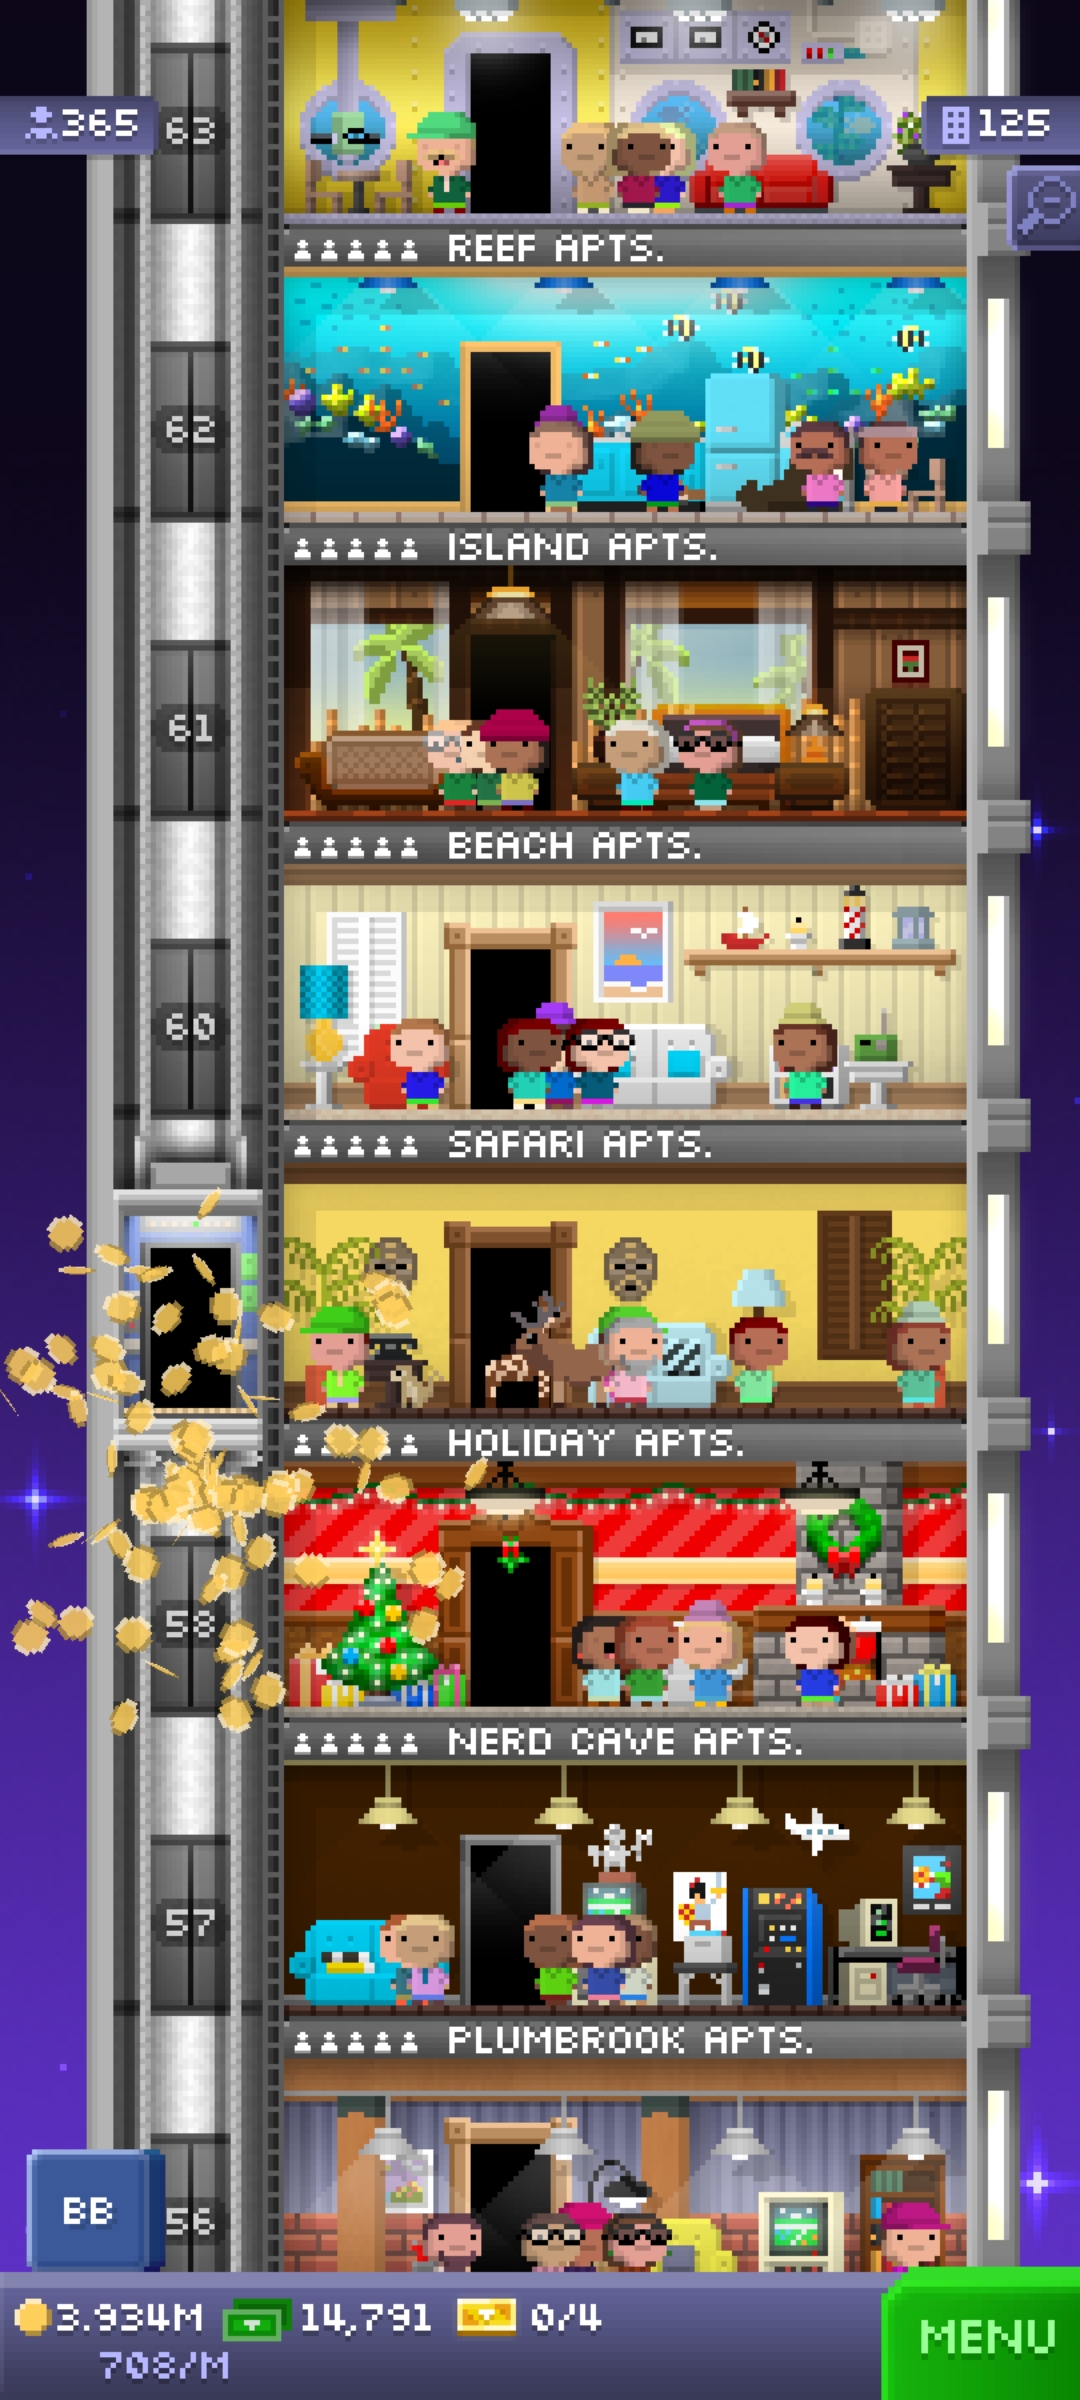 63
365
125
REEF APTS.
62
ISLAND APTS.
61
BEACH APTS.
60
SAFARI APTS.
HOLIDAY APTS.
58
NERD CAVE APTS.
57
PLUMBROOK APTS.
56
BB
3.934M 14,791 0/4
708/M
MENU